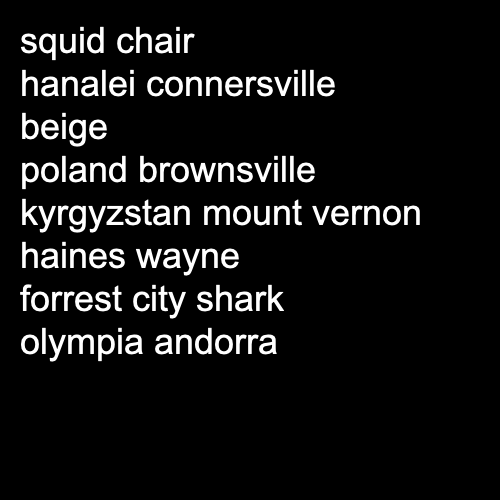 squid chair
hanalei connersville
beige
poland brownsville
kyrgyzstan mount vernon
haines wayne
forrest city shark
olympia andorra